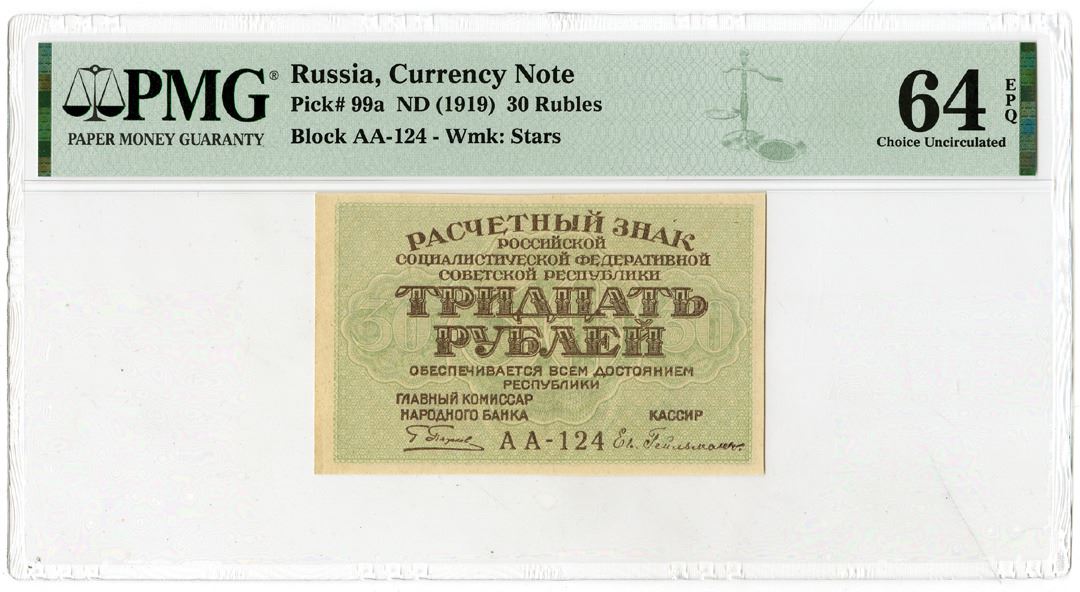 PMG®
PAPER MONEY GUARANTY
Russia, Currency Note
Pick# 99a ND (1919) 30 Rubles
Block AA-124 - Wmk: Stars
64
EPQ
Choice Uncirculated
РАСЧЕТНЫЙ ЗНАК
РОССИЙСКОЙ
СОЦИАЛИСТИЧЕСКОЙ ФЕДЕРАТИВНОЙ
СОВЕТСКОЙ РЕСПУБЛИКИ
30 ТРИДЦАТЬ 30
РУБЛЕЙ
ОБЕСПЕЧИВАЕТСЯ ВСЕМ ДОСТОЯНИЕМ
РЕСПУБЛИКИ
ГЛАВНЫЙ КОМИССАР
НАРОДНОГО БАНКА КАССИР
АА-124